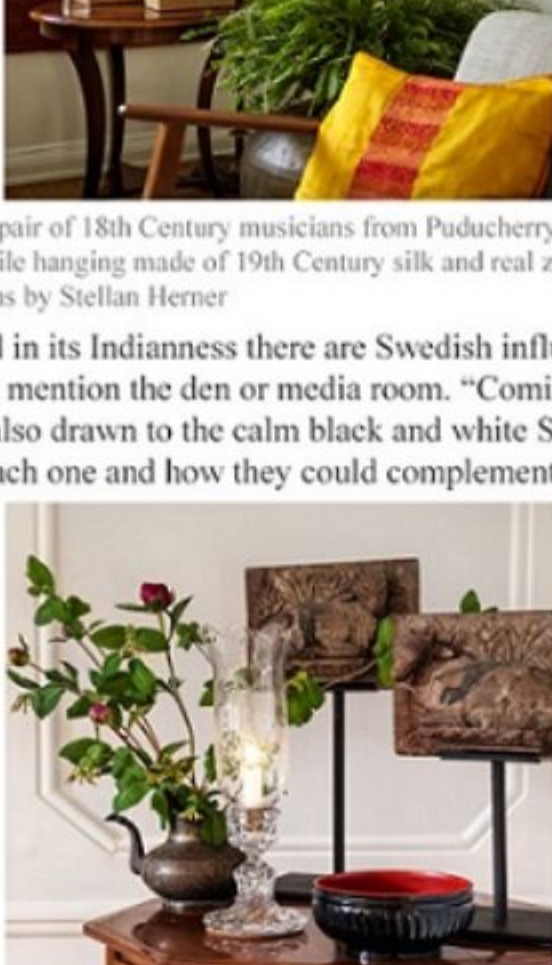 pair of 18th Century musicians from Puducherry
ile hanging made of 19th Century silk and real z
ns by Stellan Herner
l in its Indianness there are Swedish infl
mention the den or media room. “Comi
also drawn to the calm black and white S
ach one and how they could complement